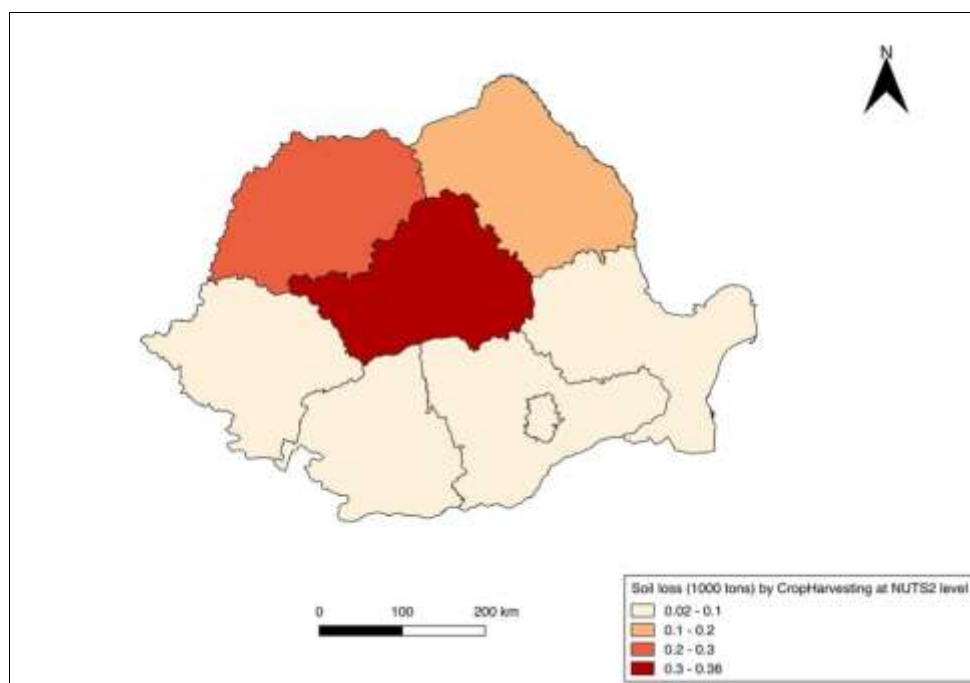 N
0 100 200 km
Soil loss (1000 tons) by CropHarvesting at NUTS2 level
0.02 - 0.1
0.1 - 0.2
0.2 - 0.3
0.3 - 0.36